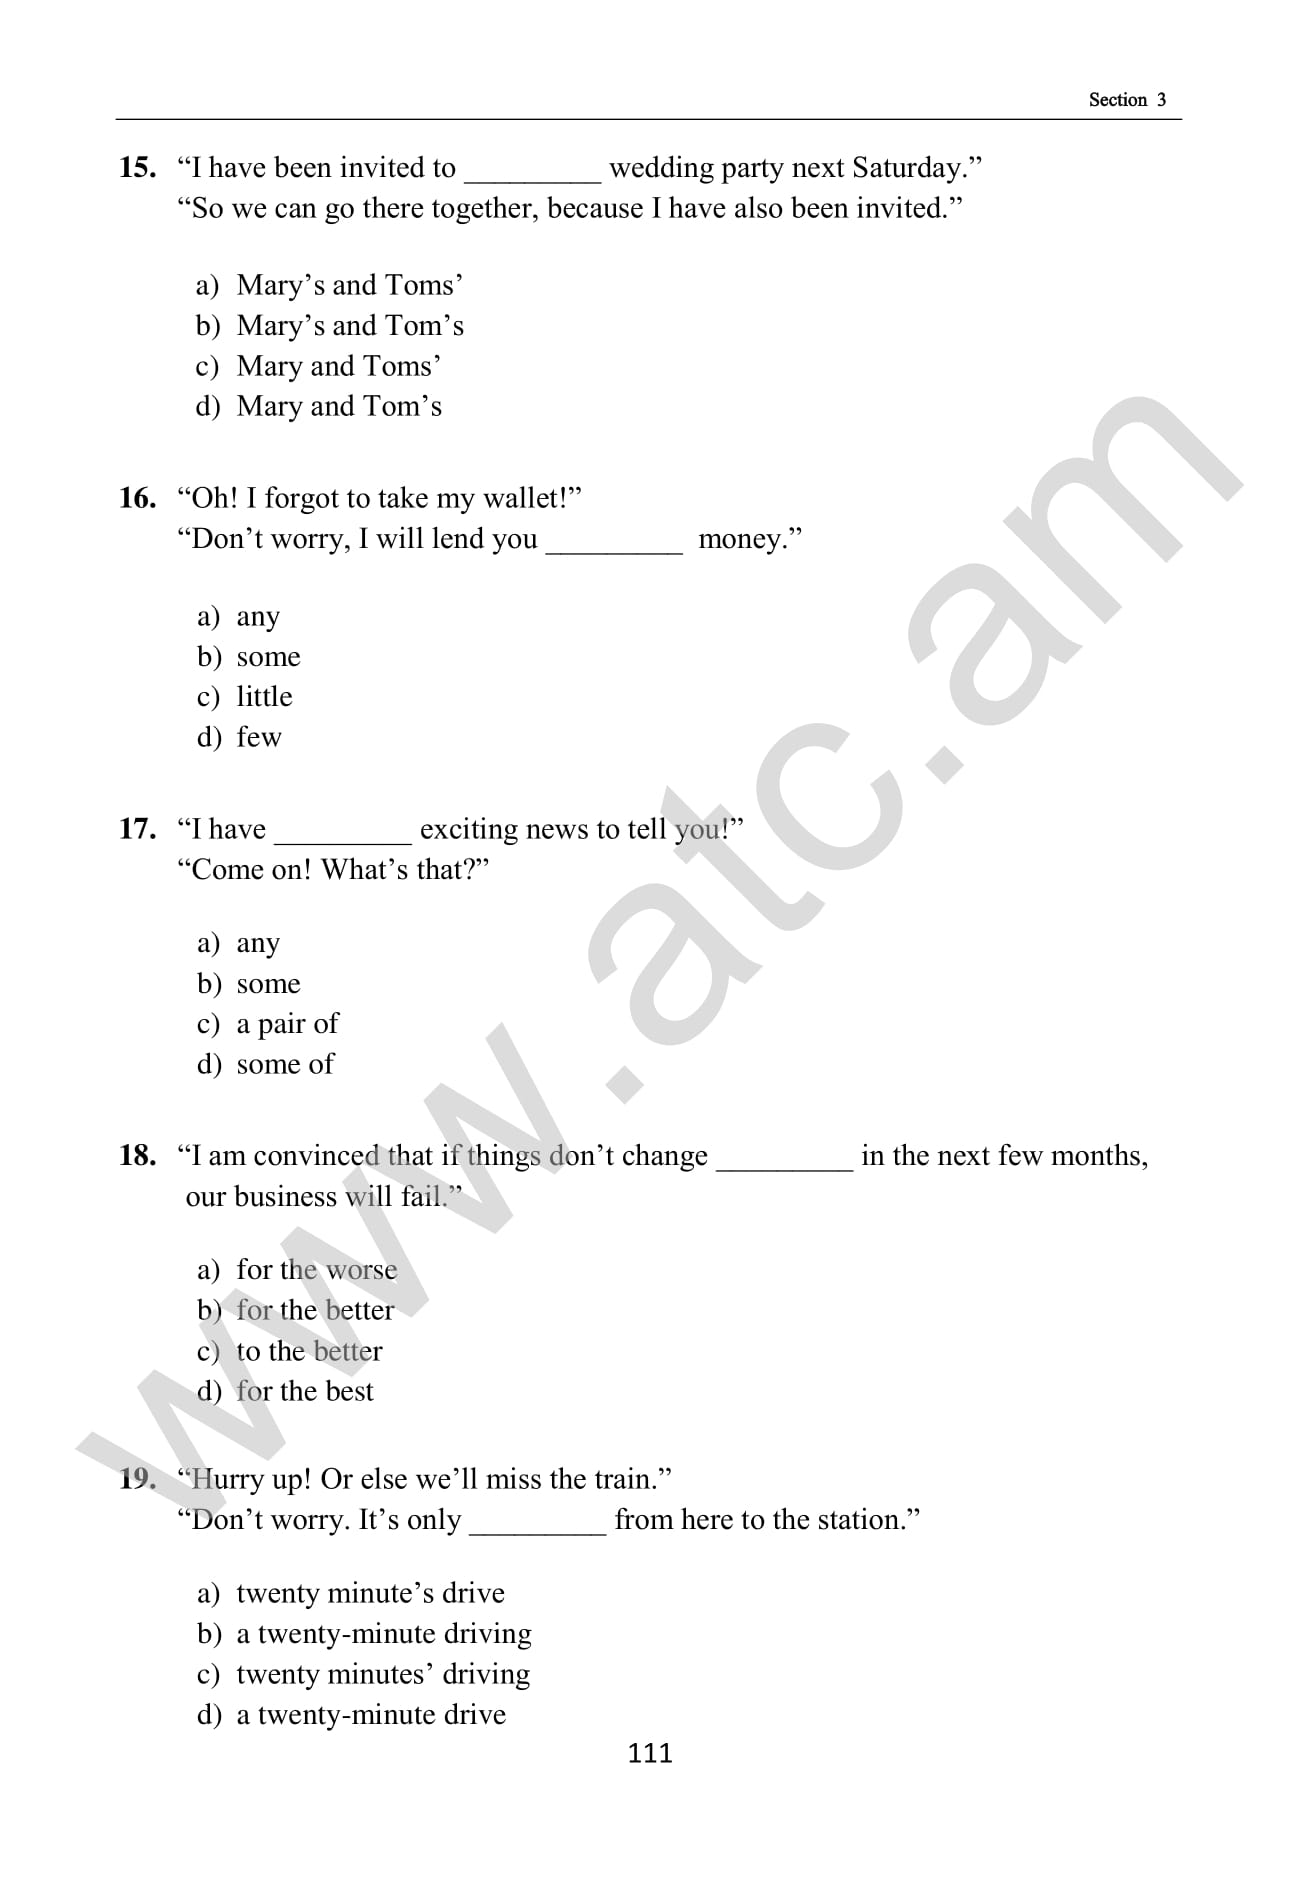 Section 3
15. “I have been invited to _________ wedding party next Saturday.”
“So we can go there together, because I have also been invited.”
a) Mary’s and Toms’
b) Mary’s and Tom’s
c) Mary and Toms’
d) Mary and Tom’s
16. “Oh! I forgot to take my wallet!”
“Don’t worry, I will lend you _________ money.”
a) any
b) some
c) little
d) few
17. “I have _________ exciting news to tell you!”
“Come on! What’s that?”
a) any
b) some
c) a pair of
d) some of
18. “I am convinced that if things don’t change _________ in the next few months,
our business will fail.”
a) for the worse
b) for the better
c) to the better
d) for the best
19. “Hurry up! Or else we’ll miss the train.”
“Don’t worry. It’s only _________ from here to the station.”
a) twenty minute’s drive
b) a twenty-minute driving
c) twenty minutes’ driving
d) a twenty-minute drive
111
www.atc.am